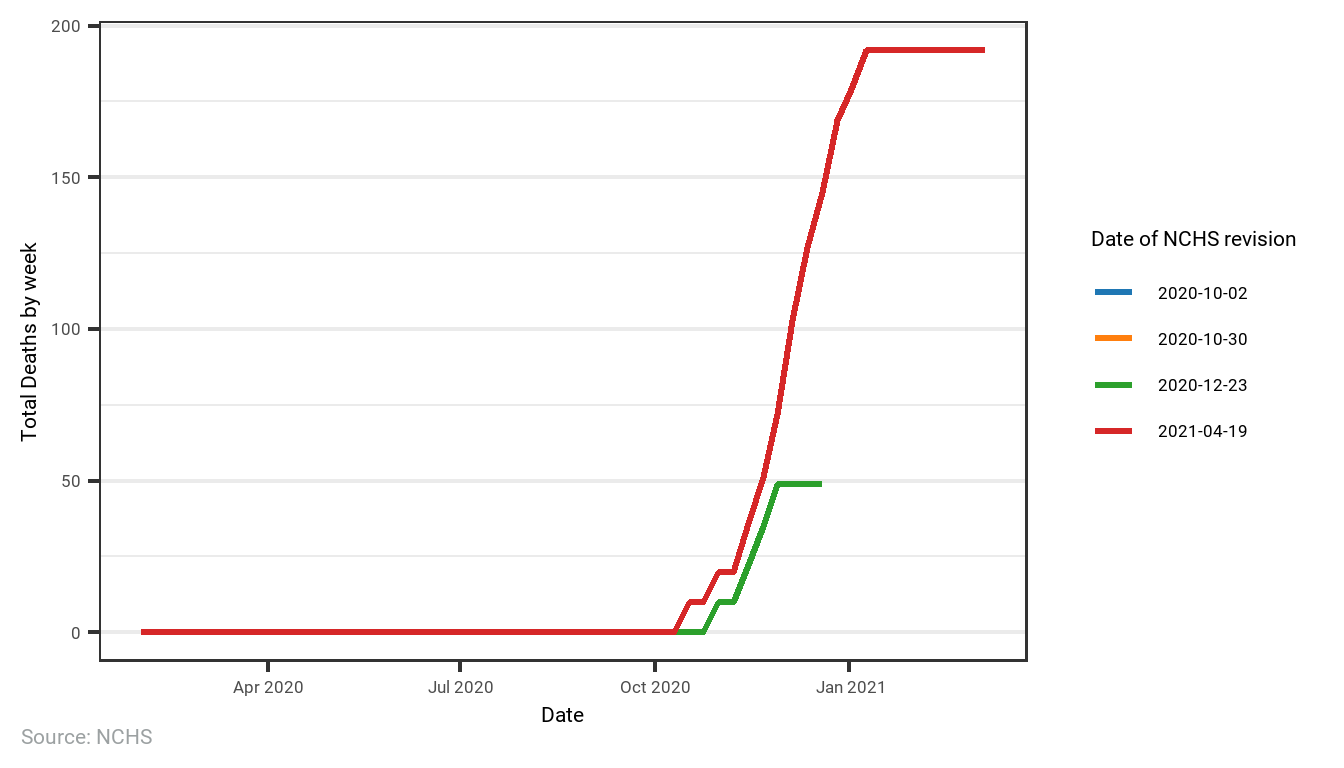 200
150
100
50
0
Total Deaths by week
Apr 2020
Jul 2020
Oct 2020
Jan 2021
Date
Date of NCHS revision
2020-10-02
2020-10-30
2020-12-23
2021-04-19
Source: NCHS